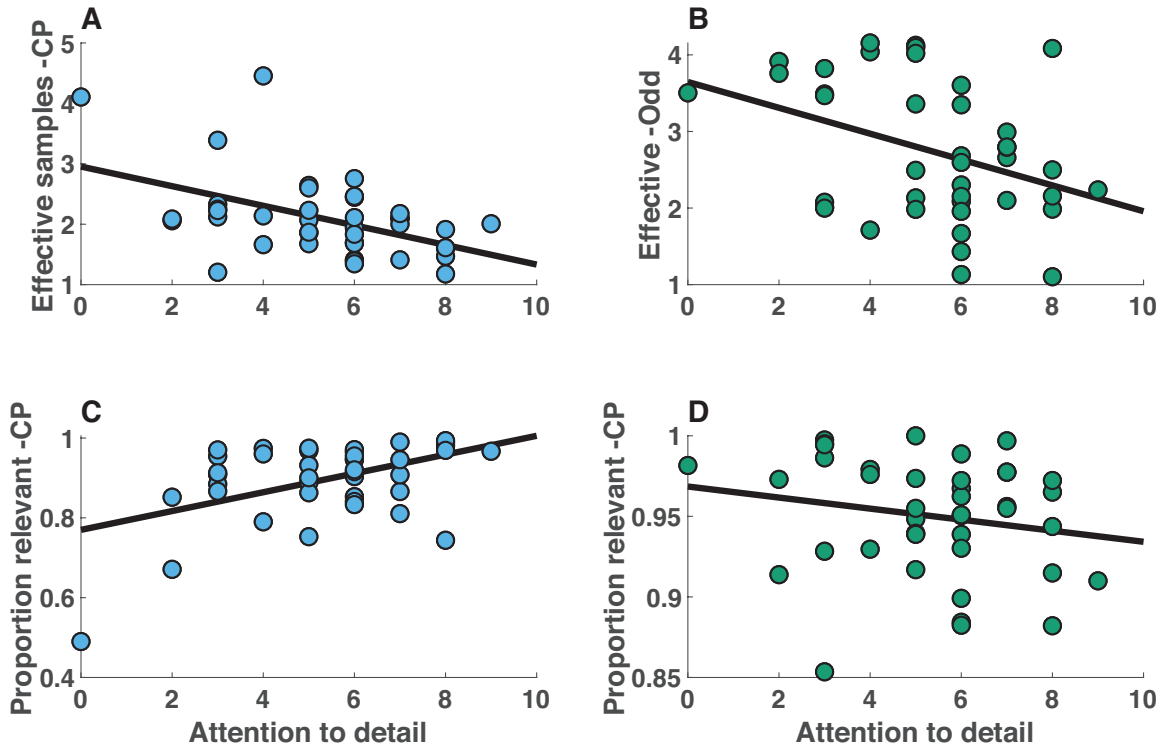 A
Effective samples -CP
5
4
3
2
1
0 2 4 6 8 10
B
Effective -Odd
4
3
2
1
0 2 4 6 8 10
C
Proportion relevant -CP
1
0.8
0.6
0.4
0 2 4 6 8 10
Attention to detail
D
Proportion relevant -CP
1
0.95
0.9
0.85
0 2 4 6 8 10
Attention to detail